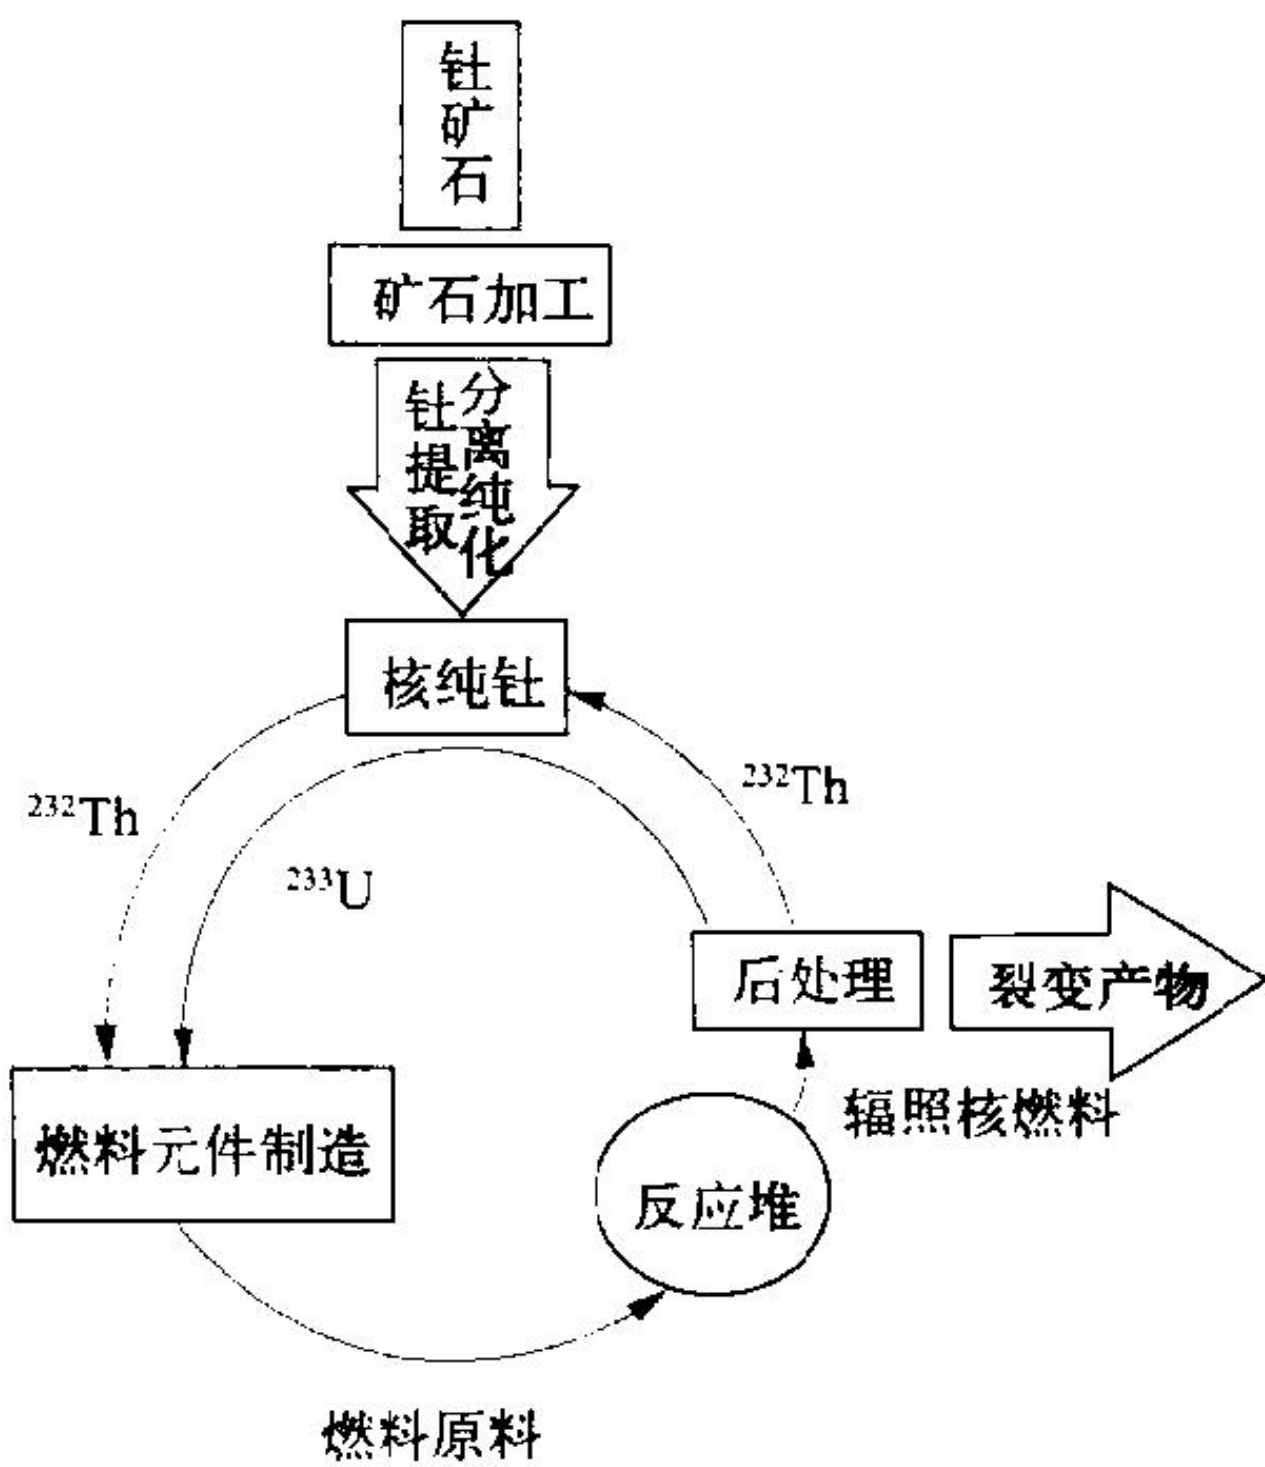 钍矿石
矿石加工
钍提取
分离纯化
核纯钍
²³²Th
²³²Th
²³³U
后处理
裂变产物
辐照核燃料
燃料元件制造
反应堆
燃料原料